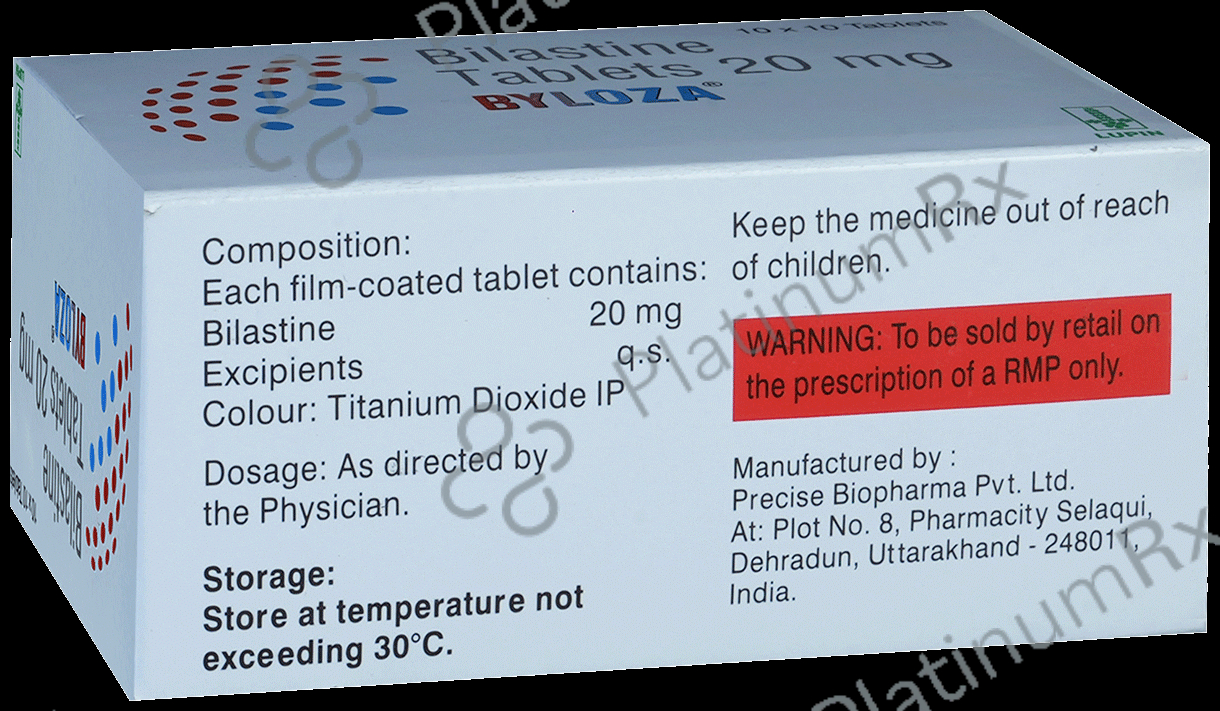 10 x 10 Tablets
Bilastine
Tablets 20 mg
BYLOZA®
LUPIN
Composition:
Each film-coated tablet contains:
Bilastine 20 mg
Excipients q.s.
Colour: Titanium Dioxide IP
Dosage: As directed by
the Physician.
Storage:
Store at temperature not
exceeding 30°C.
Keep the medicine out of reach
of children.
WARNING: To be sold by retail on
the prescription of a RMP only.
Manufactured by :
Precise Biopharma Pvt. Ltd.
At: Plot No. 8, Pharmacity Selaqui,
Dehradun, Uttarakhand - 248011,
India.
10 x 10 Tablets
Bilastine
Tablets 20 mg
BYLOZA®
PlatinumRx
PlatinumRx